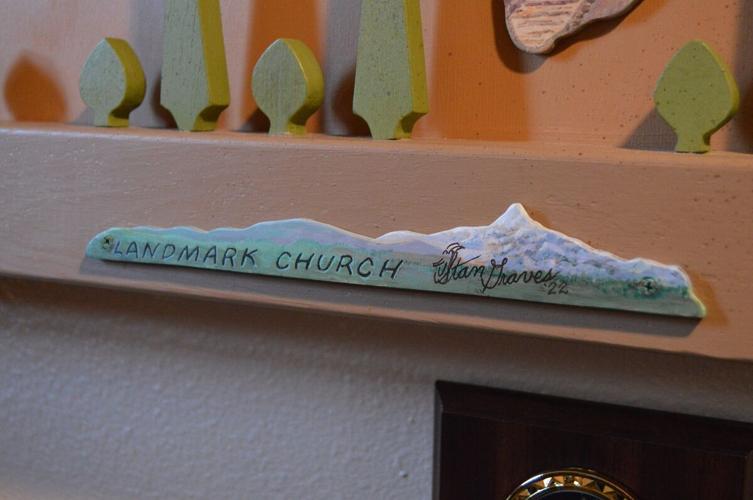 LANDMARK CHURCH Stan Graves
'22